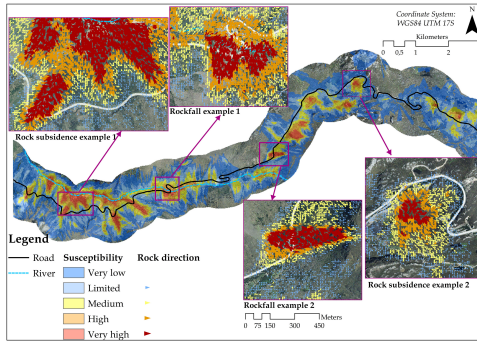 Coordinate System:
WGS84 UTM 17S
N
Kilometers
0 0,5 1 2
Rock subsidence example 1
Rockfall example 1
Legend
Road
River
Susceptibility
Very low
Limited
Medium
High
Very high
Rock direction
Rockfall example 2
Meters
0 75 150 300 450
Rock subsidence example 2